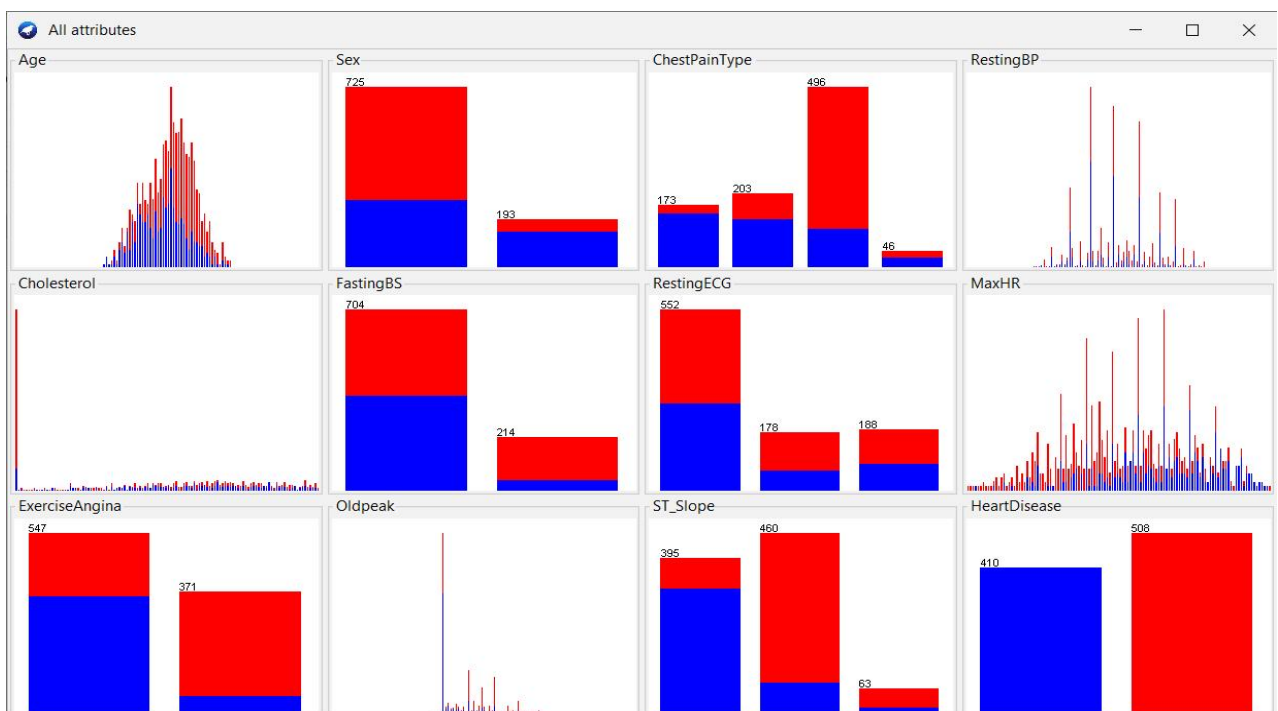 All attributes
Age
Sex
ChestPainType
RestingBP
725
496
173
203
193
46
Cholesterol
FastingBS
RestingECG
MaxHR
704
552
214
178
188
ExerciseAngina
Oldpeak
ST_Slope
HeartDisease
547
460
508
395
410
371
63